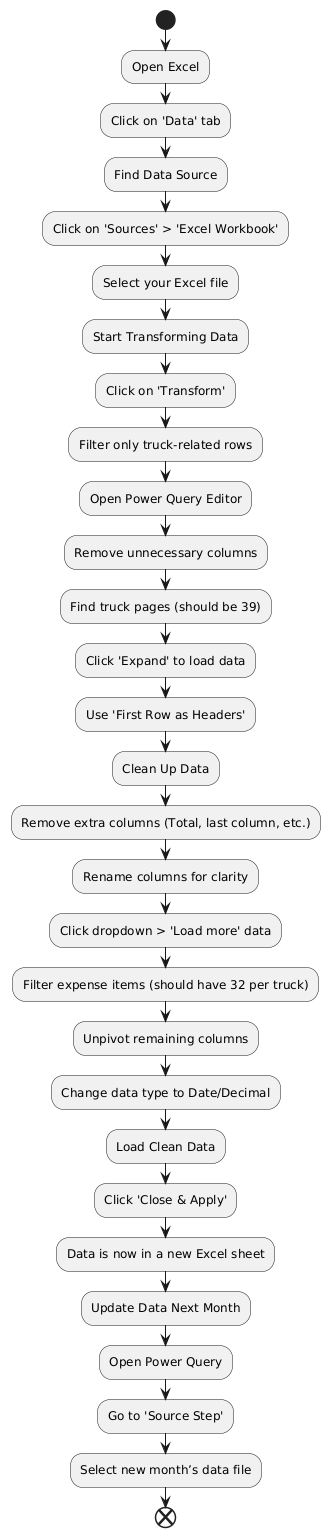 Open Excel
Click on 'Data' tab
Find Data Source
Click on 'Sources' > 'Excel Workbook'
Select your Excel file
Start Transforming Data
Click on 'Transform'
Filter only truck-related rows
Open Power Query Editor
Remove unnecessary columns
Find truck pages (should be 39)
Click 'Expand' to load data
Use 'First Row as Headers'
Clean Up Data
Remove extra columns (Total, last column, etc.)
Rename columns for clarity
Click dropdown > 'Load more' data
Filter expense items (should have 32 per truck)
Unpivot remaining columns
Change data type to Date/Decimal
Load Clean Data
Click 'Close & Apply'
Data is now in a new Excel sheet
Update Data Next Month
Open Power Query
Go to 'Source Step'
Select new month’s data file